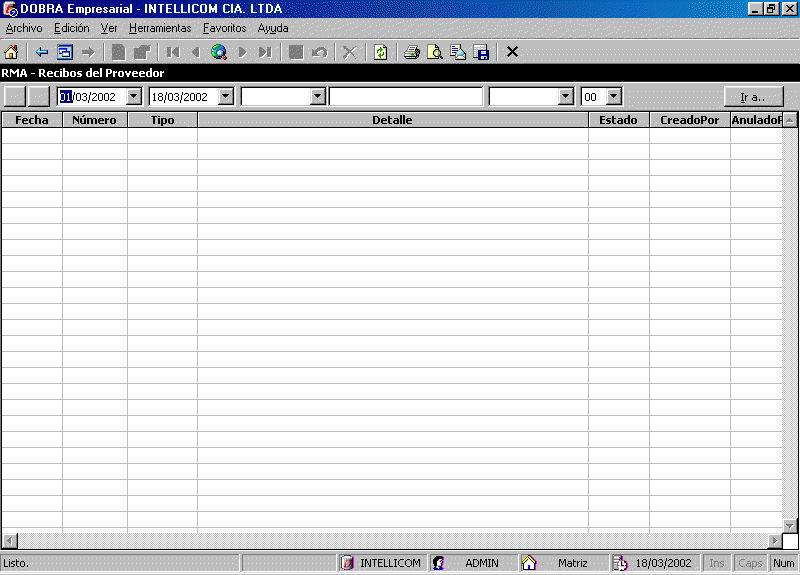 DOBRA Empresarial - INTELLICOM CIA. LTDA
Archivo Edición Ver Herramientas Favoritos Ayuda
RMA - Recibos del Proveedor
01/03/2002 18/03/2002 00 Ir a..
Fecha Número Tipo Detalle Estado CreadoPor AnuladoP
Listo. INTELLICOM ADMIN Matriz 18/03/2002 Ins Caps Num